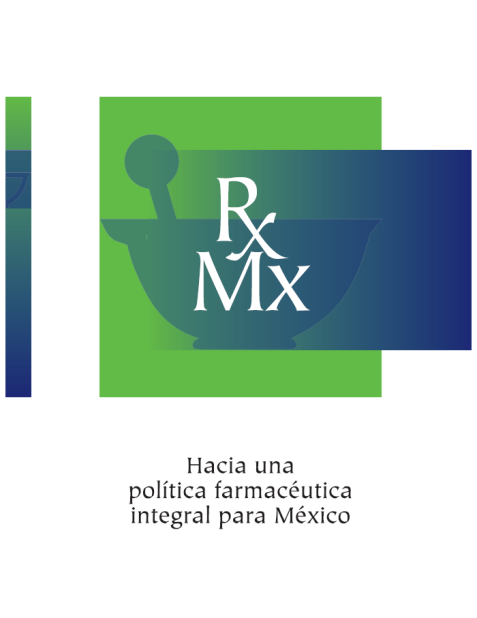 Rx
Mx
Hacia una
política farmacéutica
integral para México